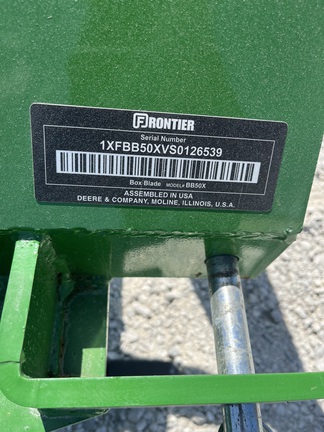 FRONTIER
Serial Number
1XFBB50XVS0126539
Box Blade MODEL# BB50X
ASSEMBLED IN USA
DEERE & COMPANY, MOLINE, ILLINOIS, U.S.A.